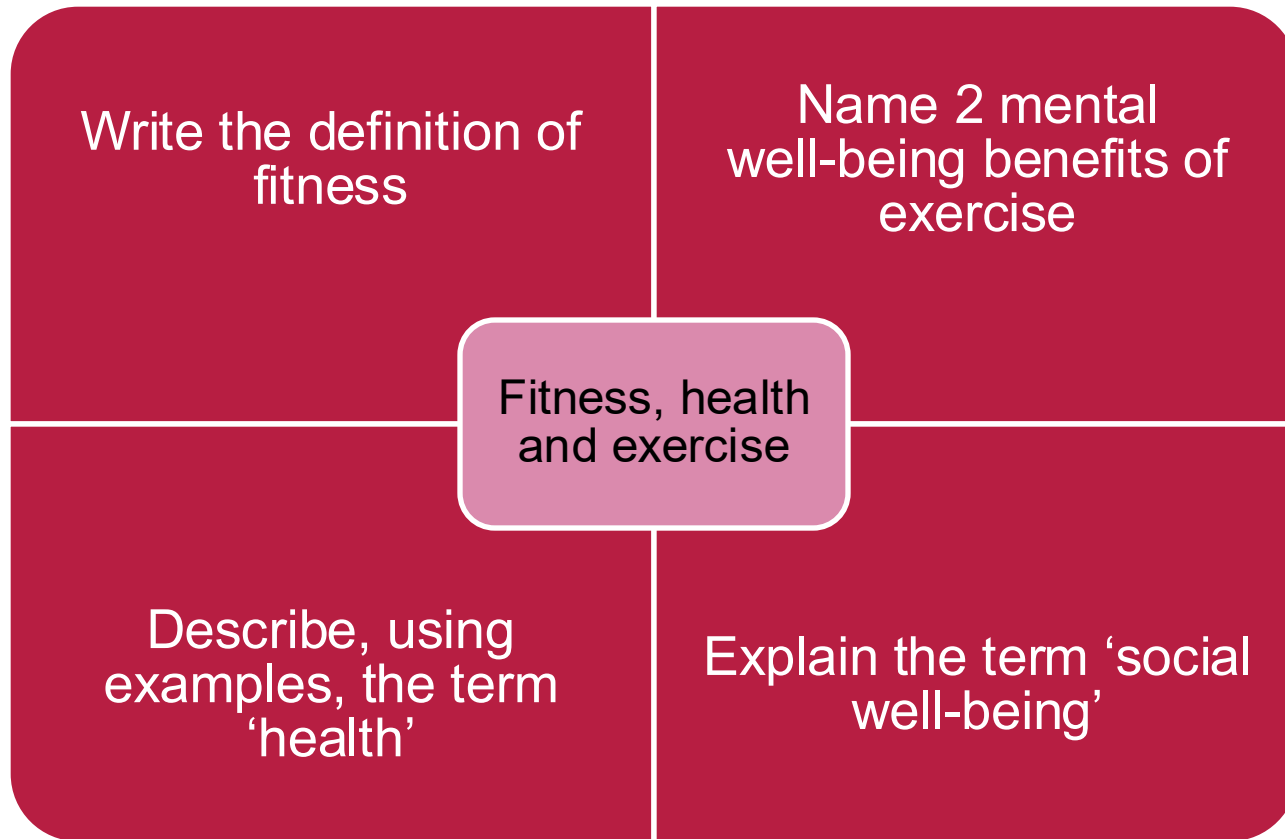 Write the definition of
fitness
Name 2 mental
well-being benefits of
exercise
Fitness, health
and exercise
Describe, using
examples, the term
‘health’
Explain the term ‘social
well-being’